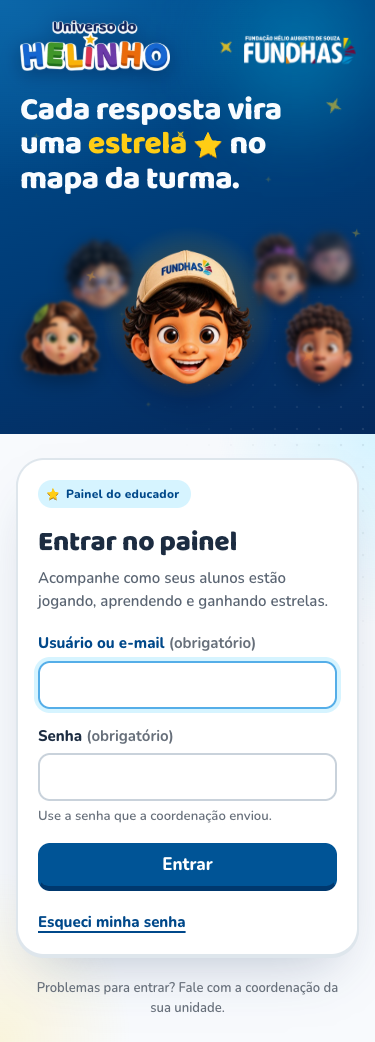 Universo do
HELINHO
FUNDAÇÃO HÉLIO AUGUSTO DE SOUZA
FUNDHAS
Cada resposta vira
uma estrela no
mapa da turma.
FUNDHAS
Painel do educador
Entrar no painel
Acompanhe como seus alunos estão
jogando, aprendendo e ganhando estrelas.
Usuário ou e-mail (obrigatório)
Senha (obrigatório)
Use a senha que a coordenação enviou.
Entrar
Esqueci minha senha
Problemas para entrar? Fale com a coordenação da
sua unidade.